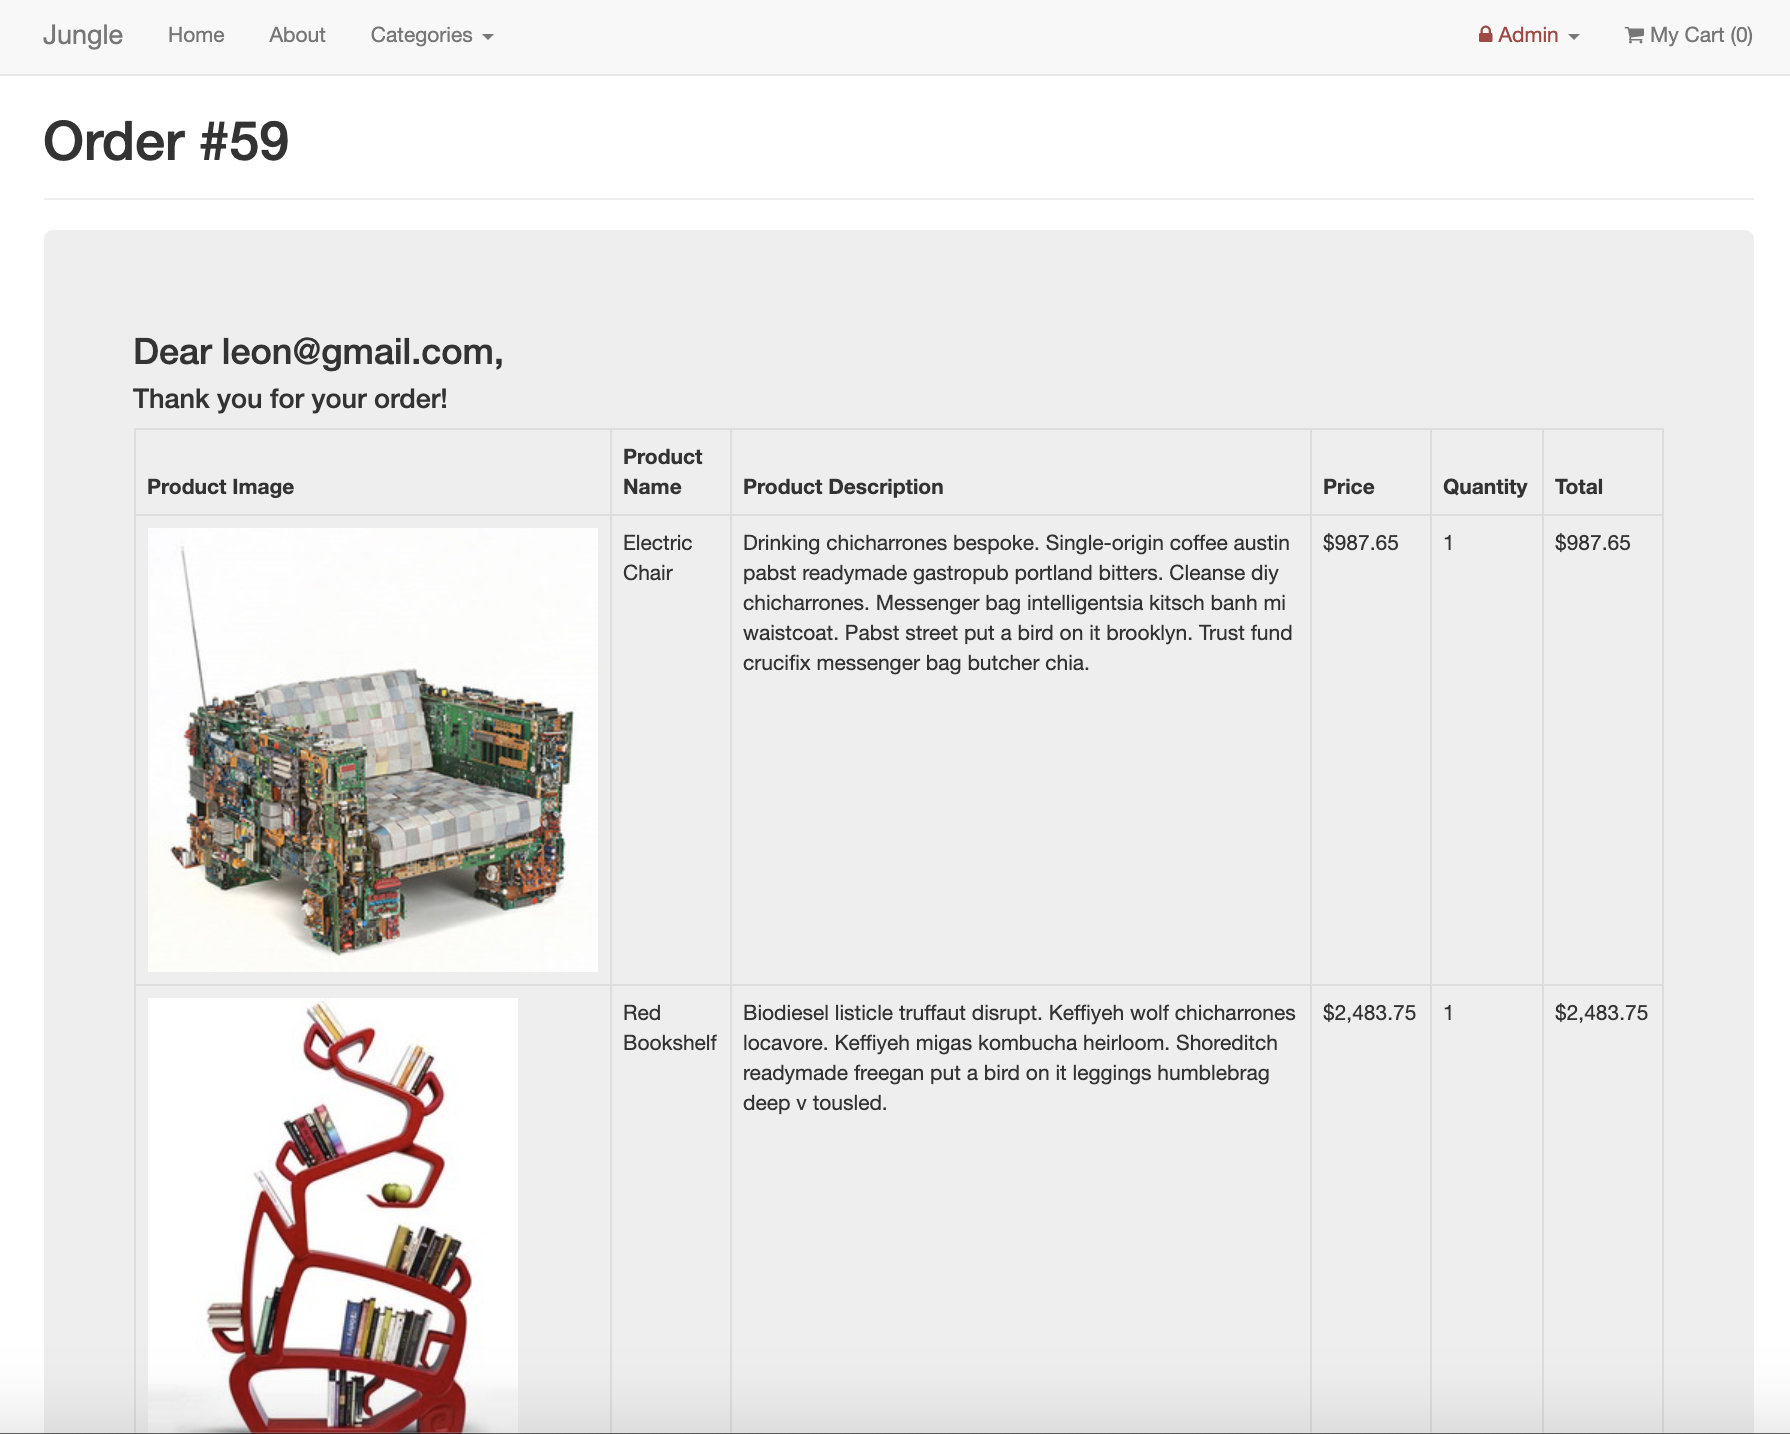 Jungle Home About Categories Admin My Cart (0)
Order #59
Dear leon@gmail.com,
Thank you for your order!
Product Image Product Name Product Description Price Quantity Total
Electric Chair
Drinking chicharrones bespoke. Single-origin coffee austin
pabst readymade gastropub portland bitters. Cleanse diy
chicharrones. Messenger bag intelligentsia kitsch banh mi
waistcoat. Pabst street put a bird on it brooklyn. Trust fund
crucifix messenger bag butcher chia.
$987.65 1 $987.65
Red Bookshelf
Biodiesel listicle truffaut disrupt. Keffiyeh wolf chicharrones
locavore. Keffiyeh migas kombucha heirloom. Shoreditch
readymade freegan put a bird on it leggings humblebrag
deep v tousled.
$2,483.75 1 $2,483.75